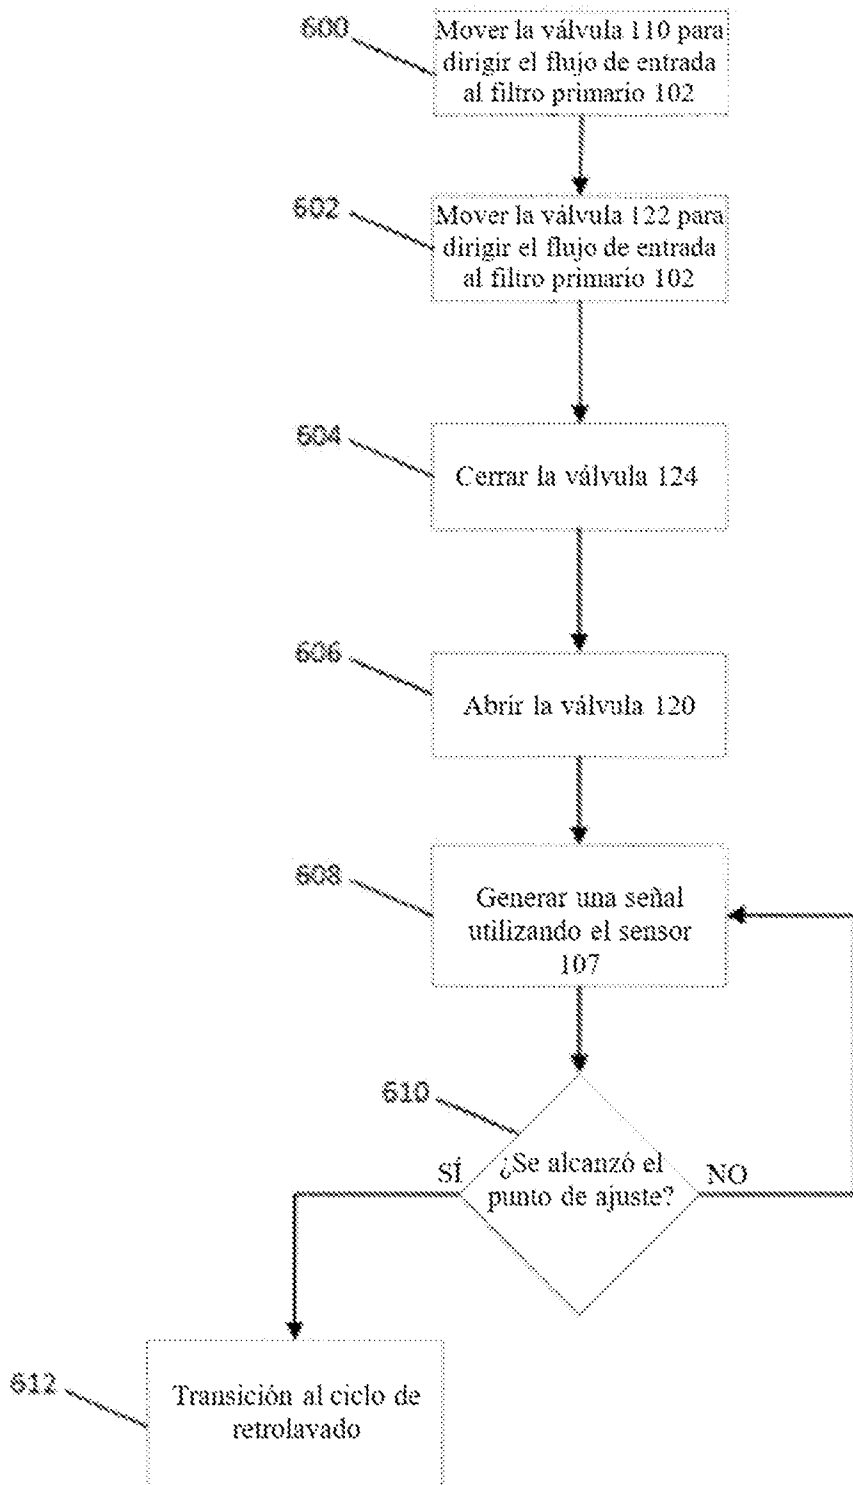 600
Mover la válvula 110 para
dirigir el flujo de entrada
al filtro primario 102
602
Mover la válvula 122 para
dirigir el flujo de entrada
al filtro primario 102
604
Cerrar la válvula 124
606
Abrir la válvula 120
608
Generar una señal
utilizando el sensor
107
610
¿Se alcanzó el
punto de ajuste?
SÍ
NO
612
Transición al ciclo de
retrolavado